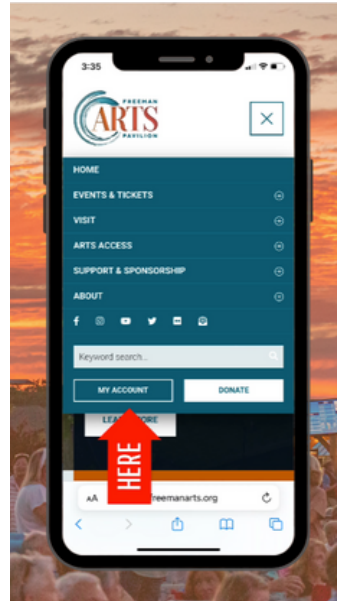 3:35
FREEMAN
ARTS
PAVILION
HOME
EVENTS & TICKETS
VISIT
ARTS ACCESS
SUPPORT & SPONSORSHIP
ABOUT
Keyword search...
MY ACCOUNT
DONATE
HERE
AA
freemanarts.org